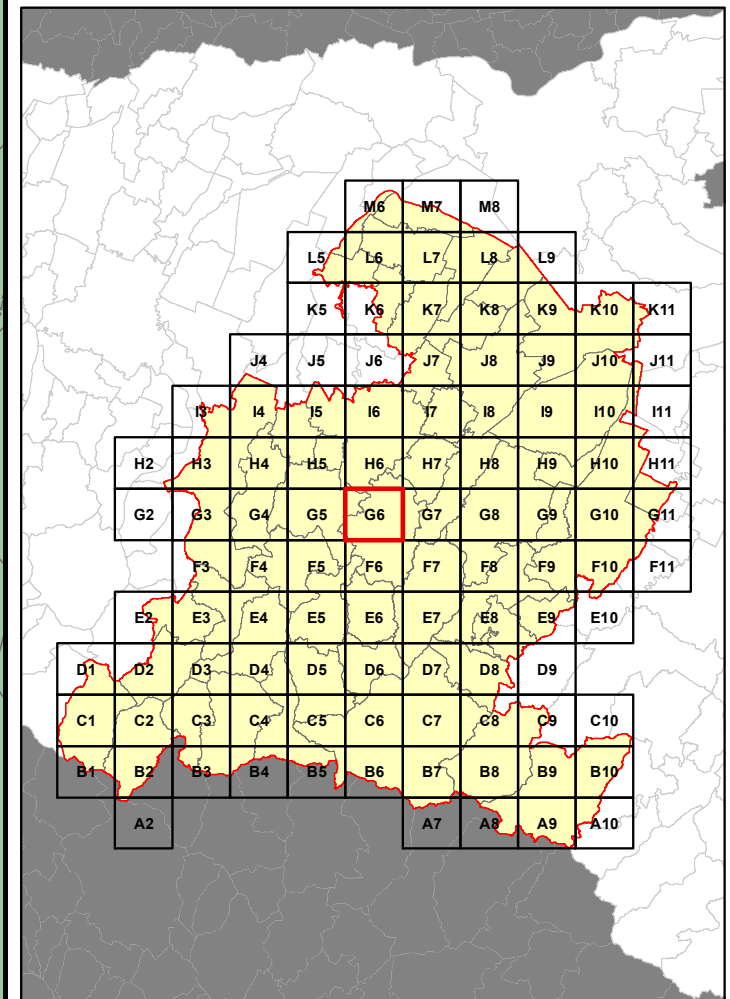 M6 M7 M8
L5 L6 L7 L8 L9
K5 K6 K7 K8 K9 K10 K11
J4 J5 J6 J7 J8 J9 J10 J11
I3 I4 I5 I6 I7 I8 I9 I10 I11
H2 H3 H4 H5 H6 H7 H8 H9 H10 H11
G2 G3 G4 G5 G6 G7 G8 G9 G10 G11
F3 F4 F5 F6 F7 F8 F9 F10 F11
E2 E3 E4 E5 E6 E7 E8 E9 E10
D1 D2 D3 D4 D5 D6 D7 D8 D9
C1 C2 C3 C4 C5 C6 C7 C8 C9 C10
B1 B2 B3 B4 B5 B6 B7 B8 B9 B10
A2 A7 A8 A9 A10